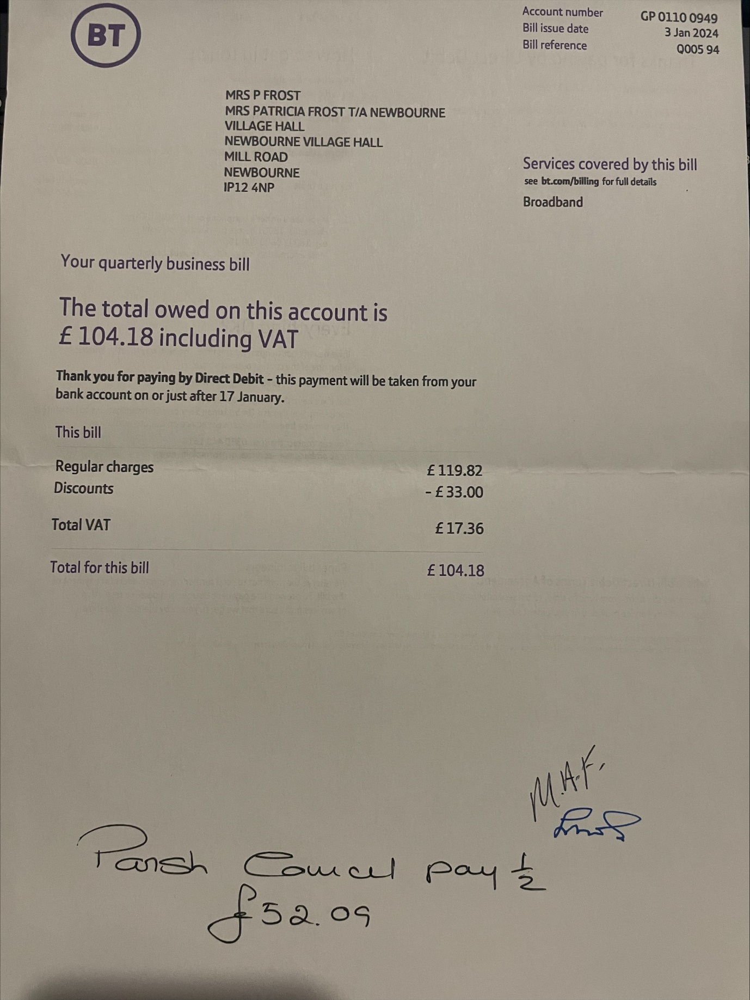 BT
Account number GP 0110 0949
Bill issue date 3 Jan 2024
Bill reference Q005 94
MRS P FROST
MRS PATRICIA FROST T/A NEWBOURNE
VILLAGE HALL
NEWBOURNE VILLAGE HALL
MILL ROAD
NEWBOURNE
IP12 4NP
Services covered by this bill
see bt.com/billing for full details
Broadband
Your quarterly business bill
The total owed on this account is
£ 104.18 including VAT
Thank you for paying by Direct Debit – this payment will be taken from your
bank account on or just after 17 January.
This bill
Regular charges £ 119.82
Discounts - £ 33.00
Total VAT £ 17.36
Total for this bill £ 104.18
M.A.F.
Parish Council pay ½
£52.09